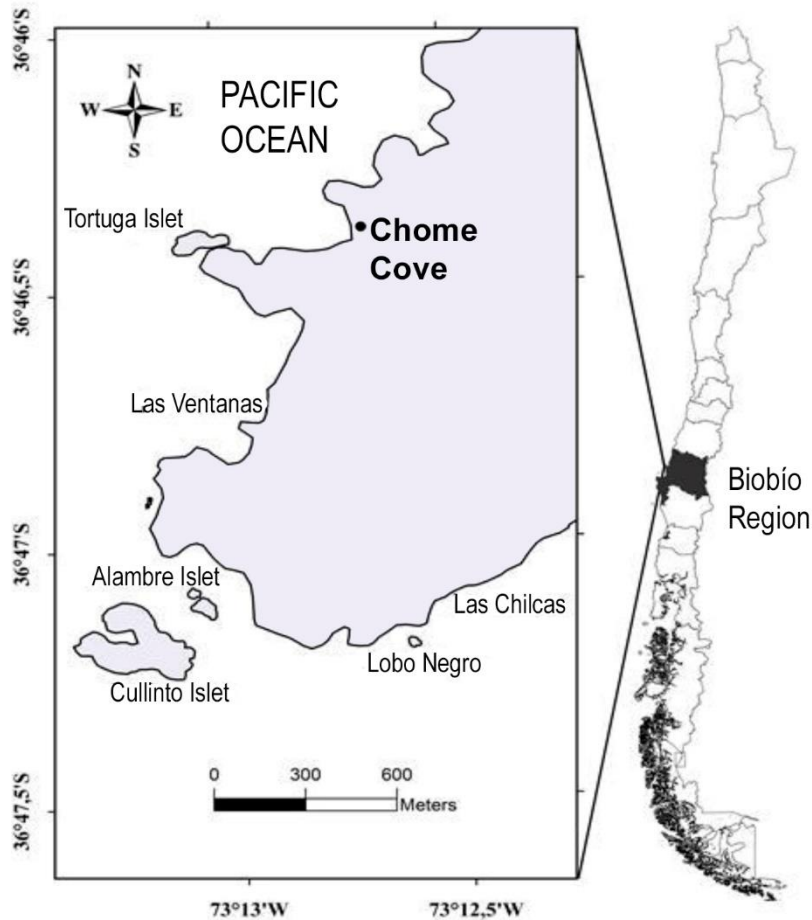 36°46'S
N
W E
S
PACIFIC
OCEAN
Tortuga Islet
Chome
Cove
36°46,5'S
Las Ventanas
Biobío
Region
36°47'S
Alambre Islet
Las Chilcas
Lobo Negro
Cullinto Islet
0 300 600
Meters
36°47,5'S
73°13'W 73°12,5'W